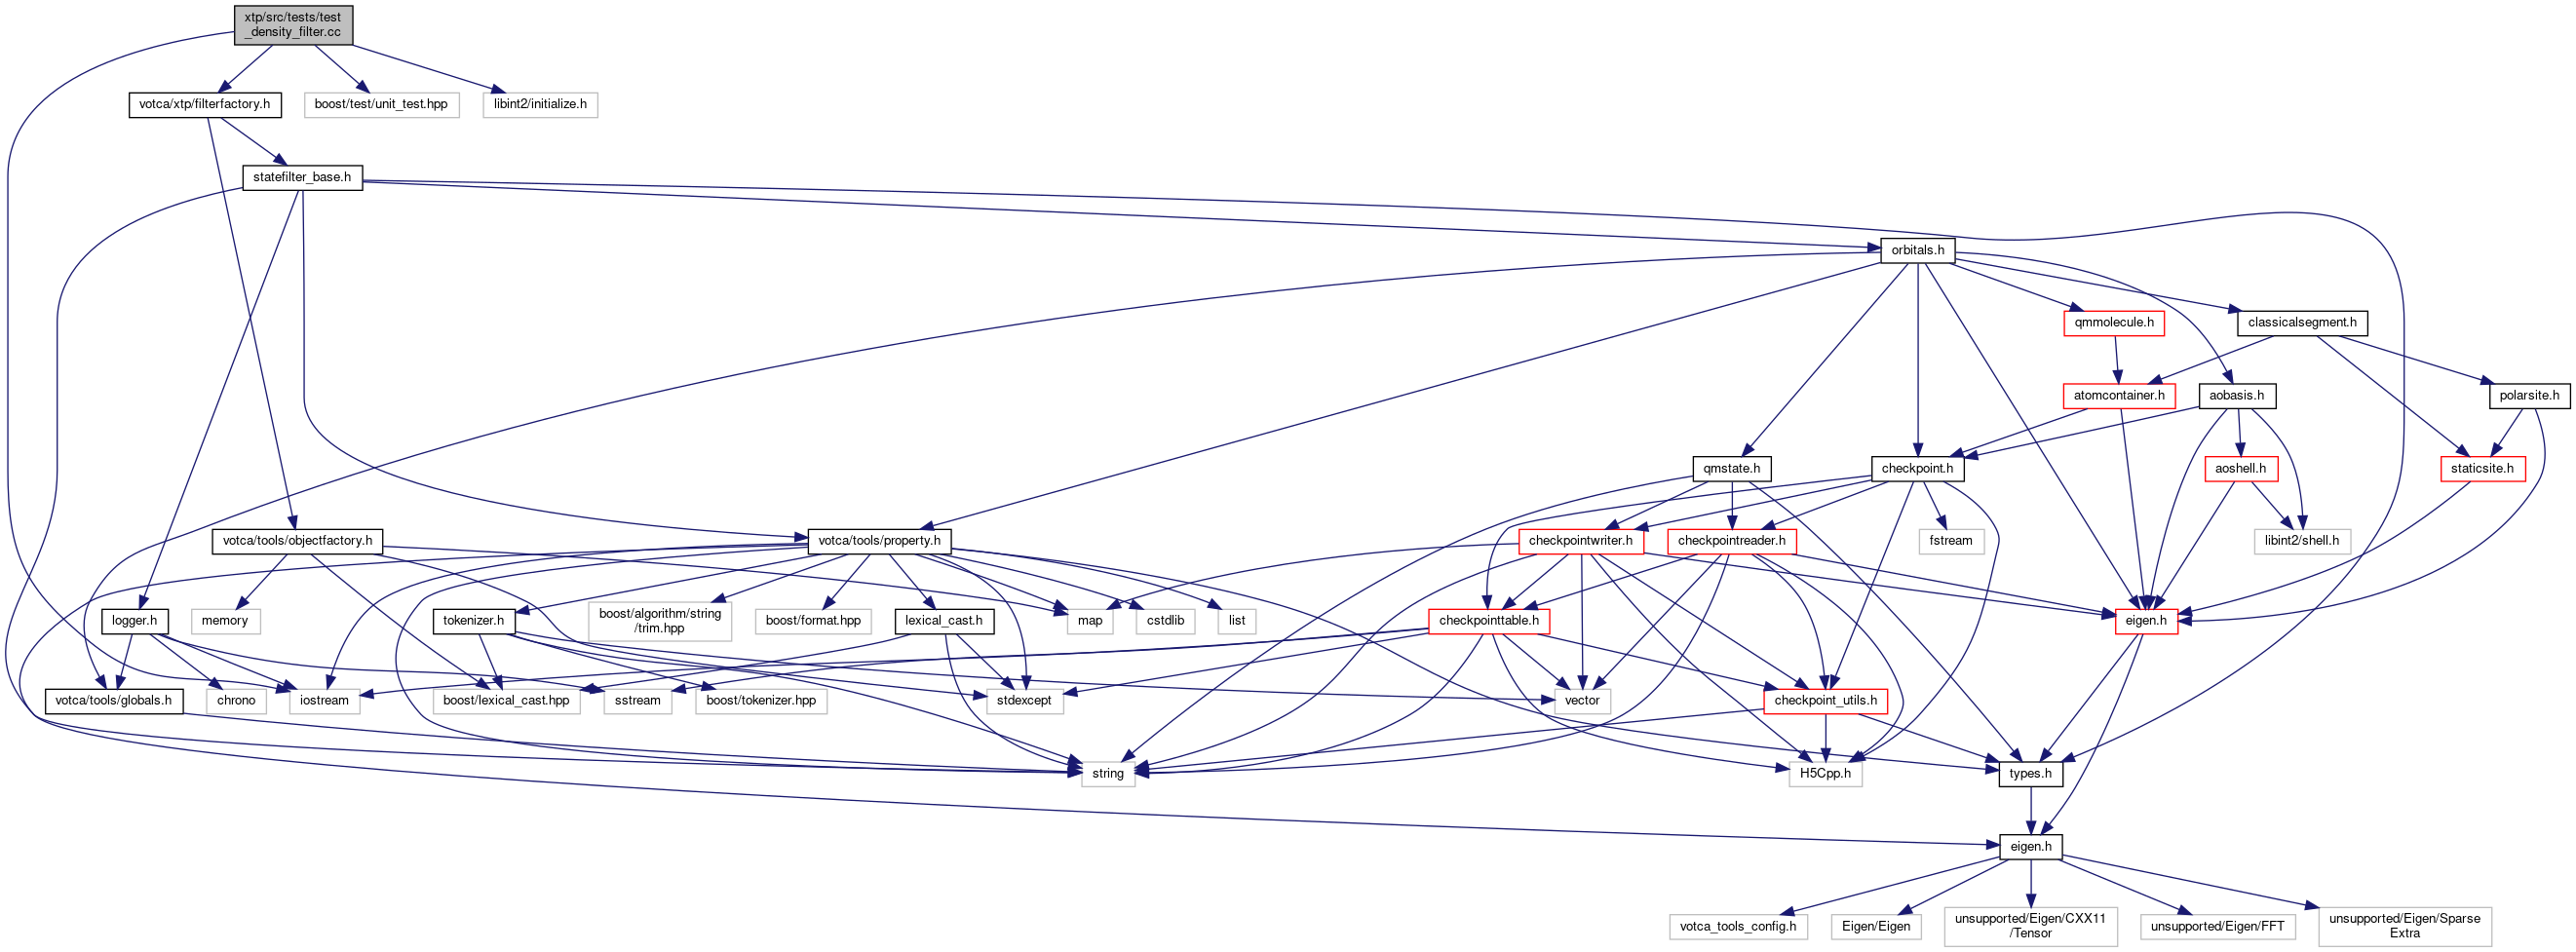 xtp/src/tests/test
_density_filter.cc
votca/xtp/filterfactory.h
boost/test/unit_test.hpp
libint2/initialize.h
statefilter_base.h
orbitals.h
qmmolecule.h
classicalsegment.h
atomcontainer.h
aobasis.h
polarsite.h
qmstate.h
checkpoint.h
aoshell.h
staticsite.h
votca/tools/objectfactory.h
votca/tools/property.h
checkpointwriter.h
checkpointreader.h
fstream
libint2/shell.h
memory
logger.h
tokenizer.h
boost/algorithm/string
/trim.hpp
boost/format.hpp
lexical_cast.h
map
cstdlib
list
checkpointtable.h
eigen.h
votca/tools/globals.h
chrono
iostream
boost/lexical_cast.hpp
sstream
boost/tokenizer.hpp
stdexcept
vector
checkpoint_utils.h
string
H5Cpp.h
types.h
eigen.h
votca_tools_config.h
Eigen/Eigen
unsupported/Eigen/CXX11
/Tensor
unsupported/Eigen/FFT
unsupported/Eigen/Sparse
Extra